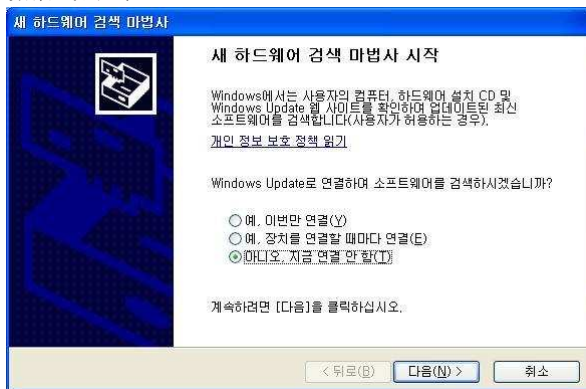 새 하드웨어 검색 마법사
새 하드웨어 검색 마법사 시작
Windows에서는 사용자의 컴퓨터, 하드웨어 설치 CD 및
Windows Update 웹 사이트를 확인하여 업데이트된 최신
소프트웨어를 검색합니다(사용자가 허용하는 경우).
개인 정보 보호 정책 읽기
Windows Update로 연결하여 소프트웨어를 검색하시겠습니까?
예, 이번만 연결(Y)
예, 장치를 연결할 때마다 연결(E)
아니오, 지금 연결 안 함(T)
계속하려면 [다음]을 클릭하십시오.
< 뒤로(B) 다음(N) > 취소